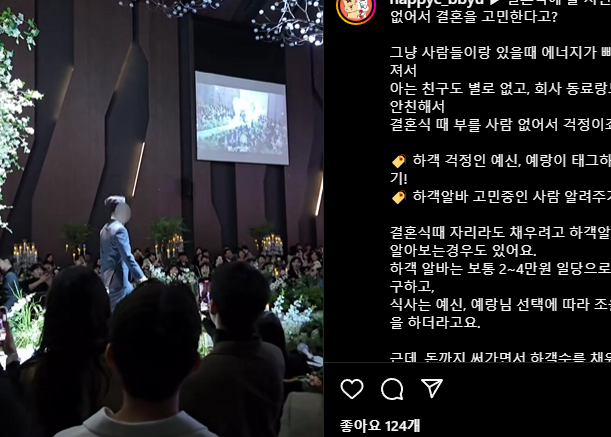 happyc_bbyu
없어서 결혼을 고민한다고?
그냥 사람들이랑 있을때 에너지가
져서
아는 친구도 별로 없고, 회사 동료랑
안친해서
결혼식 때 부를 사람 없어서 걱정이
🏷️ 하객 걱정인 예신, 예랑이 태그하
기!
🏷️ 하객알바 고민중인 사람 알려주
결혼식때 자리라도 채우려고 하객알
알아보는경우도 있어요.
하객 알바는 보통 2~4만원 일당으로
구하고,
식사는 예신, 예랑님 선택에 따라
을 하더라고요.
근데, 돈까지 써가면서 하객수를 채우
좋아요 124개